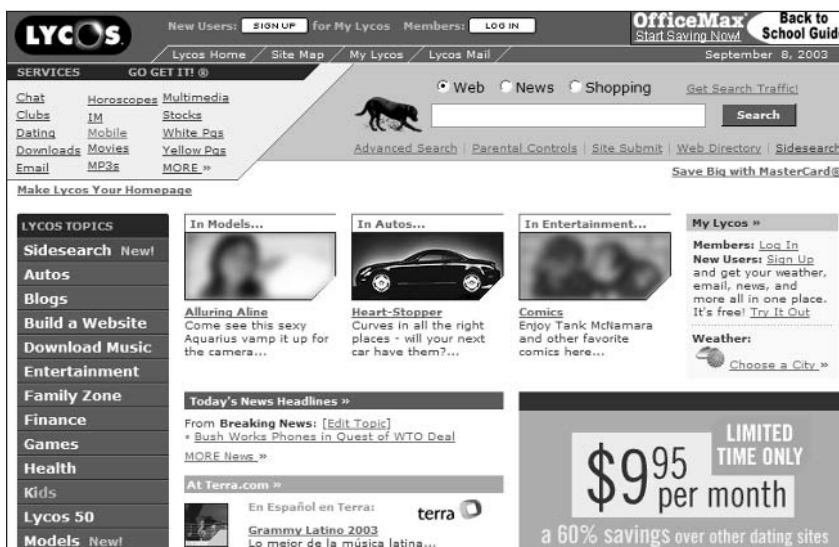 LYCOS
New Users: SIGN UP for My Lycos Members: LOG IN
OfficeMax
Start Saving Now!
Back to
School Guide
Lycos Home / Site Map / My Lycos / Lycos Mail /
September 8, 2003
SERVICES GO GET IT! ®
Chat Horoscopes Multimedia
Clubs IM Stocks
Dating Mobile White Pgs
Downloads Movies Yellow Pgs
Email MP3s MORE »
Web News Shopping Get Search Traffic!
Search
Advanced Search | Parental Controls | Site Submit | Web Directory | Sidesearch
Save Big with MasterCard®
Make Lycos Your Homepage
LYCOS TOPICS
Sidesearch New!
Autos
Blogs
Build a Website
Download Music
Entertainment
Family Zone
Finance
Games
Health
Kids
Lycos 50
Models New!
In Models...
Alluring Aline
Come see this sexy
Aquarius vamp it up for
the camera...
In Autos...
Heart-Stopper
Curves in all the right
places - will your next
car have them?...
In Entertainment...
Comics
Enjoy Tank McNamara
and other favorite
comics here...
My Lycos »
Members: Log In
New Users: Sign Up
and get your weather,
email, news, and
more all in one place.
It's free! Try It Out
Weather:
Choose a City »
Today's News Headlines »
From Breaking News: [Edit Topic]
• Bush Works Phones in Quest of WTO Deal
MORE News »
At Terra.com »
En Español en Terra:
terra
Grammy Latino 2003
Lo mejor de la música latina...
LIMITED
TIME ONLY
$9.95
per month
a 60% savings over other dating sites